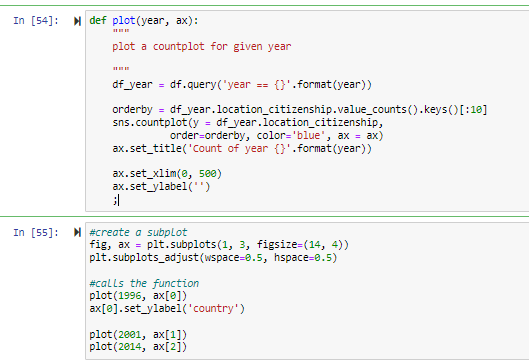 In [54]:
def plot(year, ax):
    """
    plot a countplot for given year

    """
    df_year = df.query('year == {}'.format(year))

    orderby = df_year.location_citizenship.value_counts().keys()[:10]
    sns.countplot(y = df_year.location_citizenship,
              order=orderby, color='blue', ax = ax)
    ax.set_title('Count of year {}'.format(year))

    ax.set_xlim(0, 500)
    ax.set_ylabel('')
    ;
In [55]:
#create a subplot
fig, ax = plt.subplots(1, 3, figsize=(14, 4))
plt.subplots_adjust(wspace=0.5, hspace=0.5)

#calls the function
plot(1996, ax[0])
ax[0].set_ylabel('country')

plot(2001, ax[1])
plot(2014, ax[2])